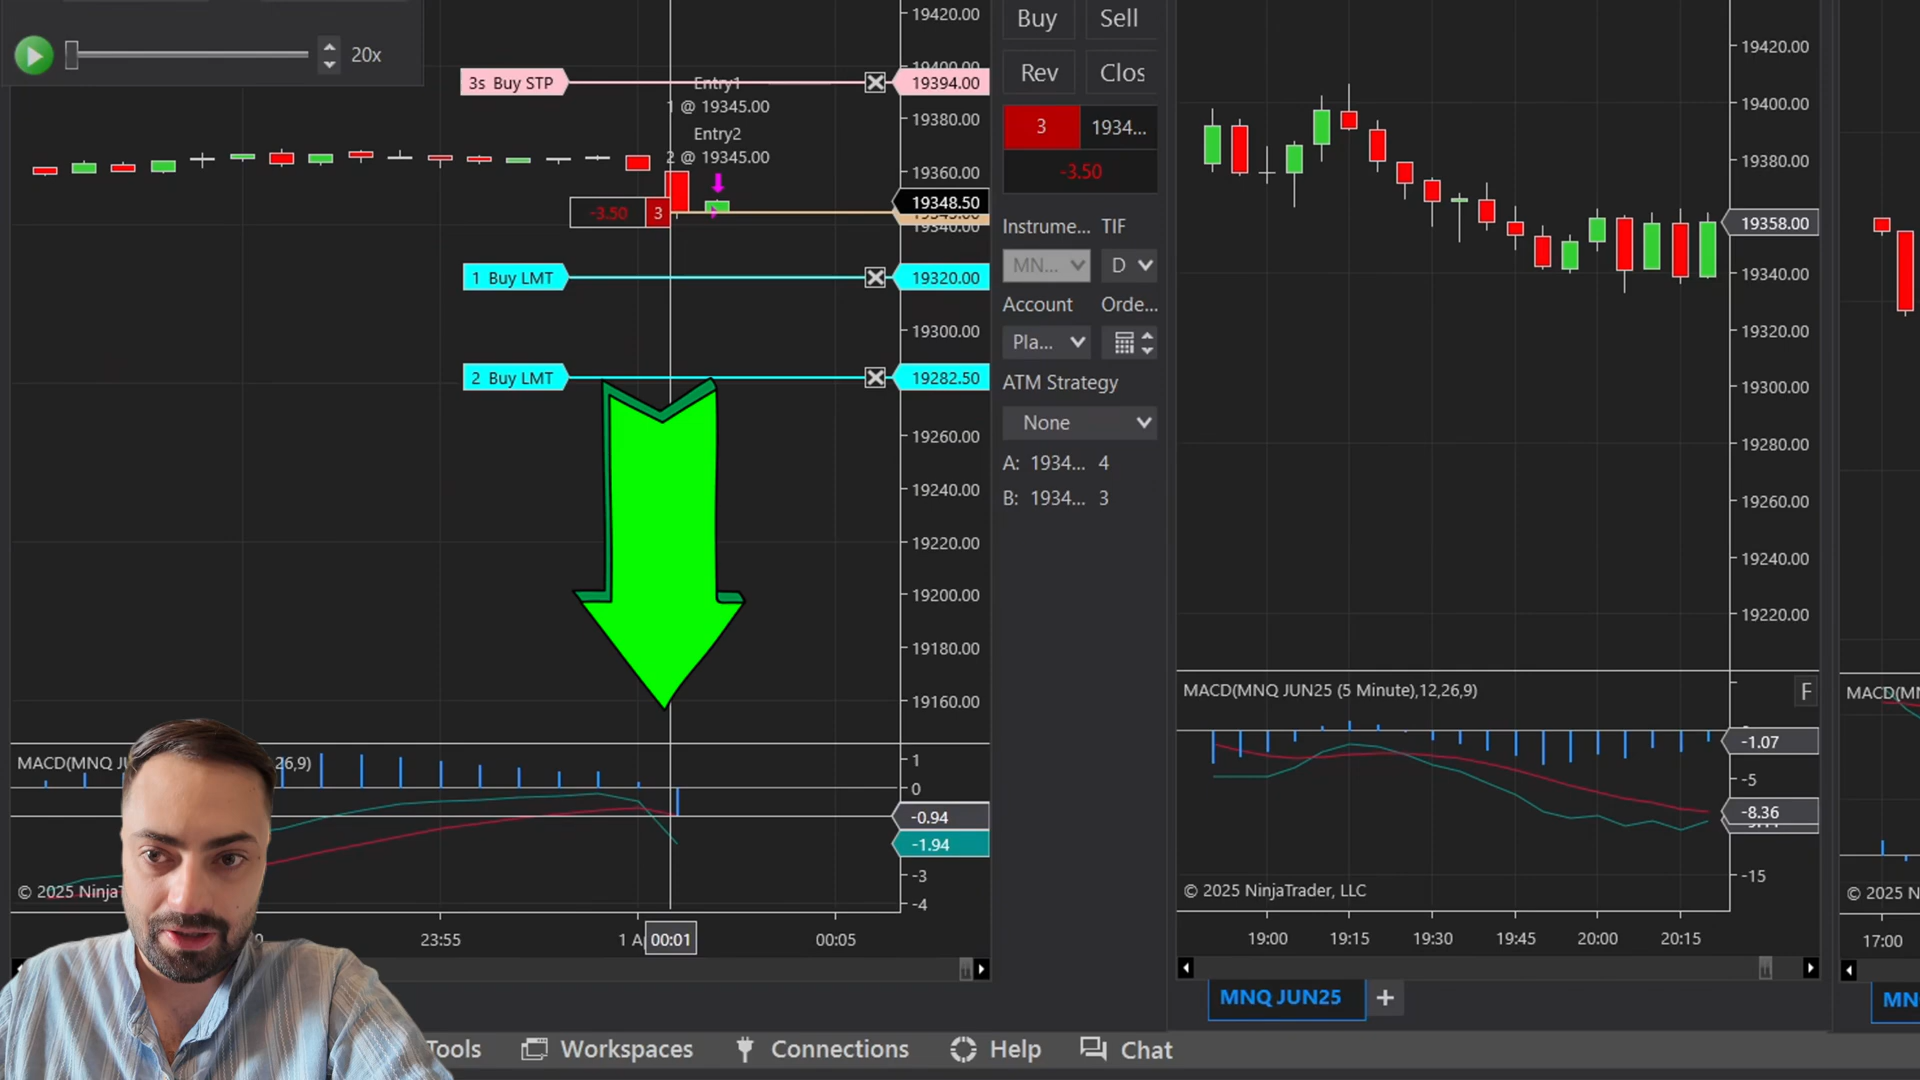 20x
3s Buy STP
19394.00
Entry1
1 @ 19345.00
Entry2
2 @ 19345.00
-3.50
3
19348.50
1 Buy LMT
19320.00
2 Buy LMT
19282.50
19420.00
19380.00
19360.00
19300.00
19260.00
19240.00
19220.00
19200.00
19180.00
19160.00
26,9)
1
0
-0.94
-1.94
-3
-4
23:55
00:01
00:05
Buy
Sell
Rev
Clos
3
1934...
-3.50
Instrume...
TIF
MN...
D
Account
Orde...
Pla...
ATM Strategy
None
A: 1934... 4
B: 1934... 3
19420.00
19400.00
19380.00
19358.00
19340.00
19320.00
19300.00
19280.00
19260.00
19240.00
19220.00
MACD(MNQ JUN25 (5 Minute),12,26,9)
F
-1.07
-5
-8.36
-15
© 2025 NinjaTrader, LLC
19:00
19:15
19:30
19:45
20:00
20:15
MNQ JUN25
+
17:00
Workspaces
Connections
Help
Chat